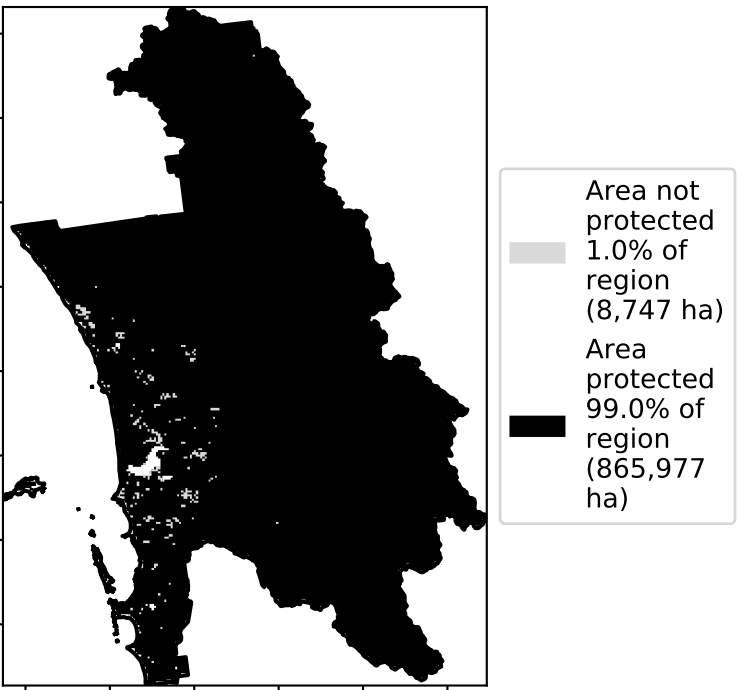 Area not
protected
1.0% of
region
(8,747 ha)
Area
protected
99.0% of
region
(865,977
ha)